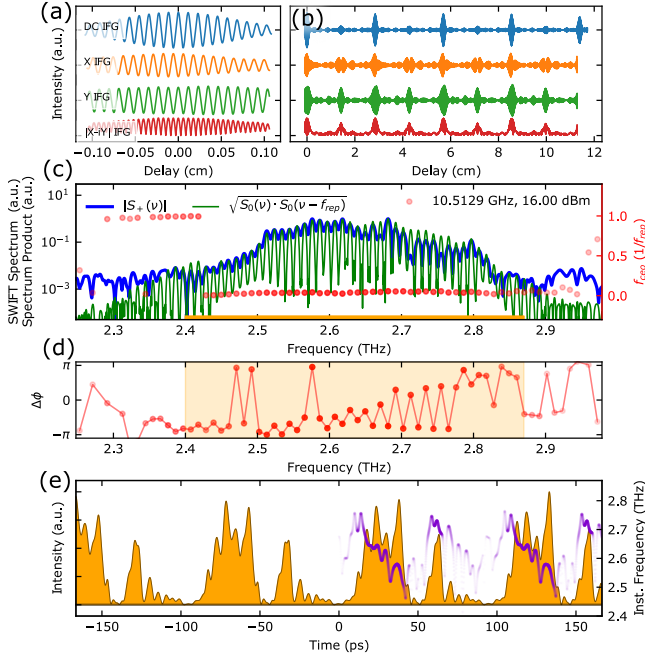 (a)
(b)
Intensity (a.u.)
DC IFG
X IFG
Y IFG
|X-iY| IFG
−0.10 −0.05 0.00 0.05 0.10
0 2 4 6 8 10 12
Delay (cm)
Delay (cm)
(c)
|S₊(ν)|
√S₀(ν)·S₀(ν − f_rep)
10.5129 GHz, 16.00 dBm
SWIFT Spectrum (a.u.)
Spectrum Product (a.u.)
10⁰
10⁻³
1.0
0.5
0.0
f_ceo (1/f_rep)
2.3 2.4 2.5 2.6 2.7 2.8 2.9
Frequency (THz)
(d)
Δϕ
π
0
−π
2.3 2.4 2.5 2.6 2.7 2.8 2.9
Frequency (THz)
(e)
Intensity (a.u.)
2.8
2.7
2.6
2.5
2.4
Inst. Frequency (THz)
−150 −100 −50 0 50 100 150
Time (ps)